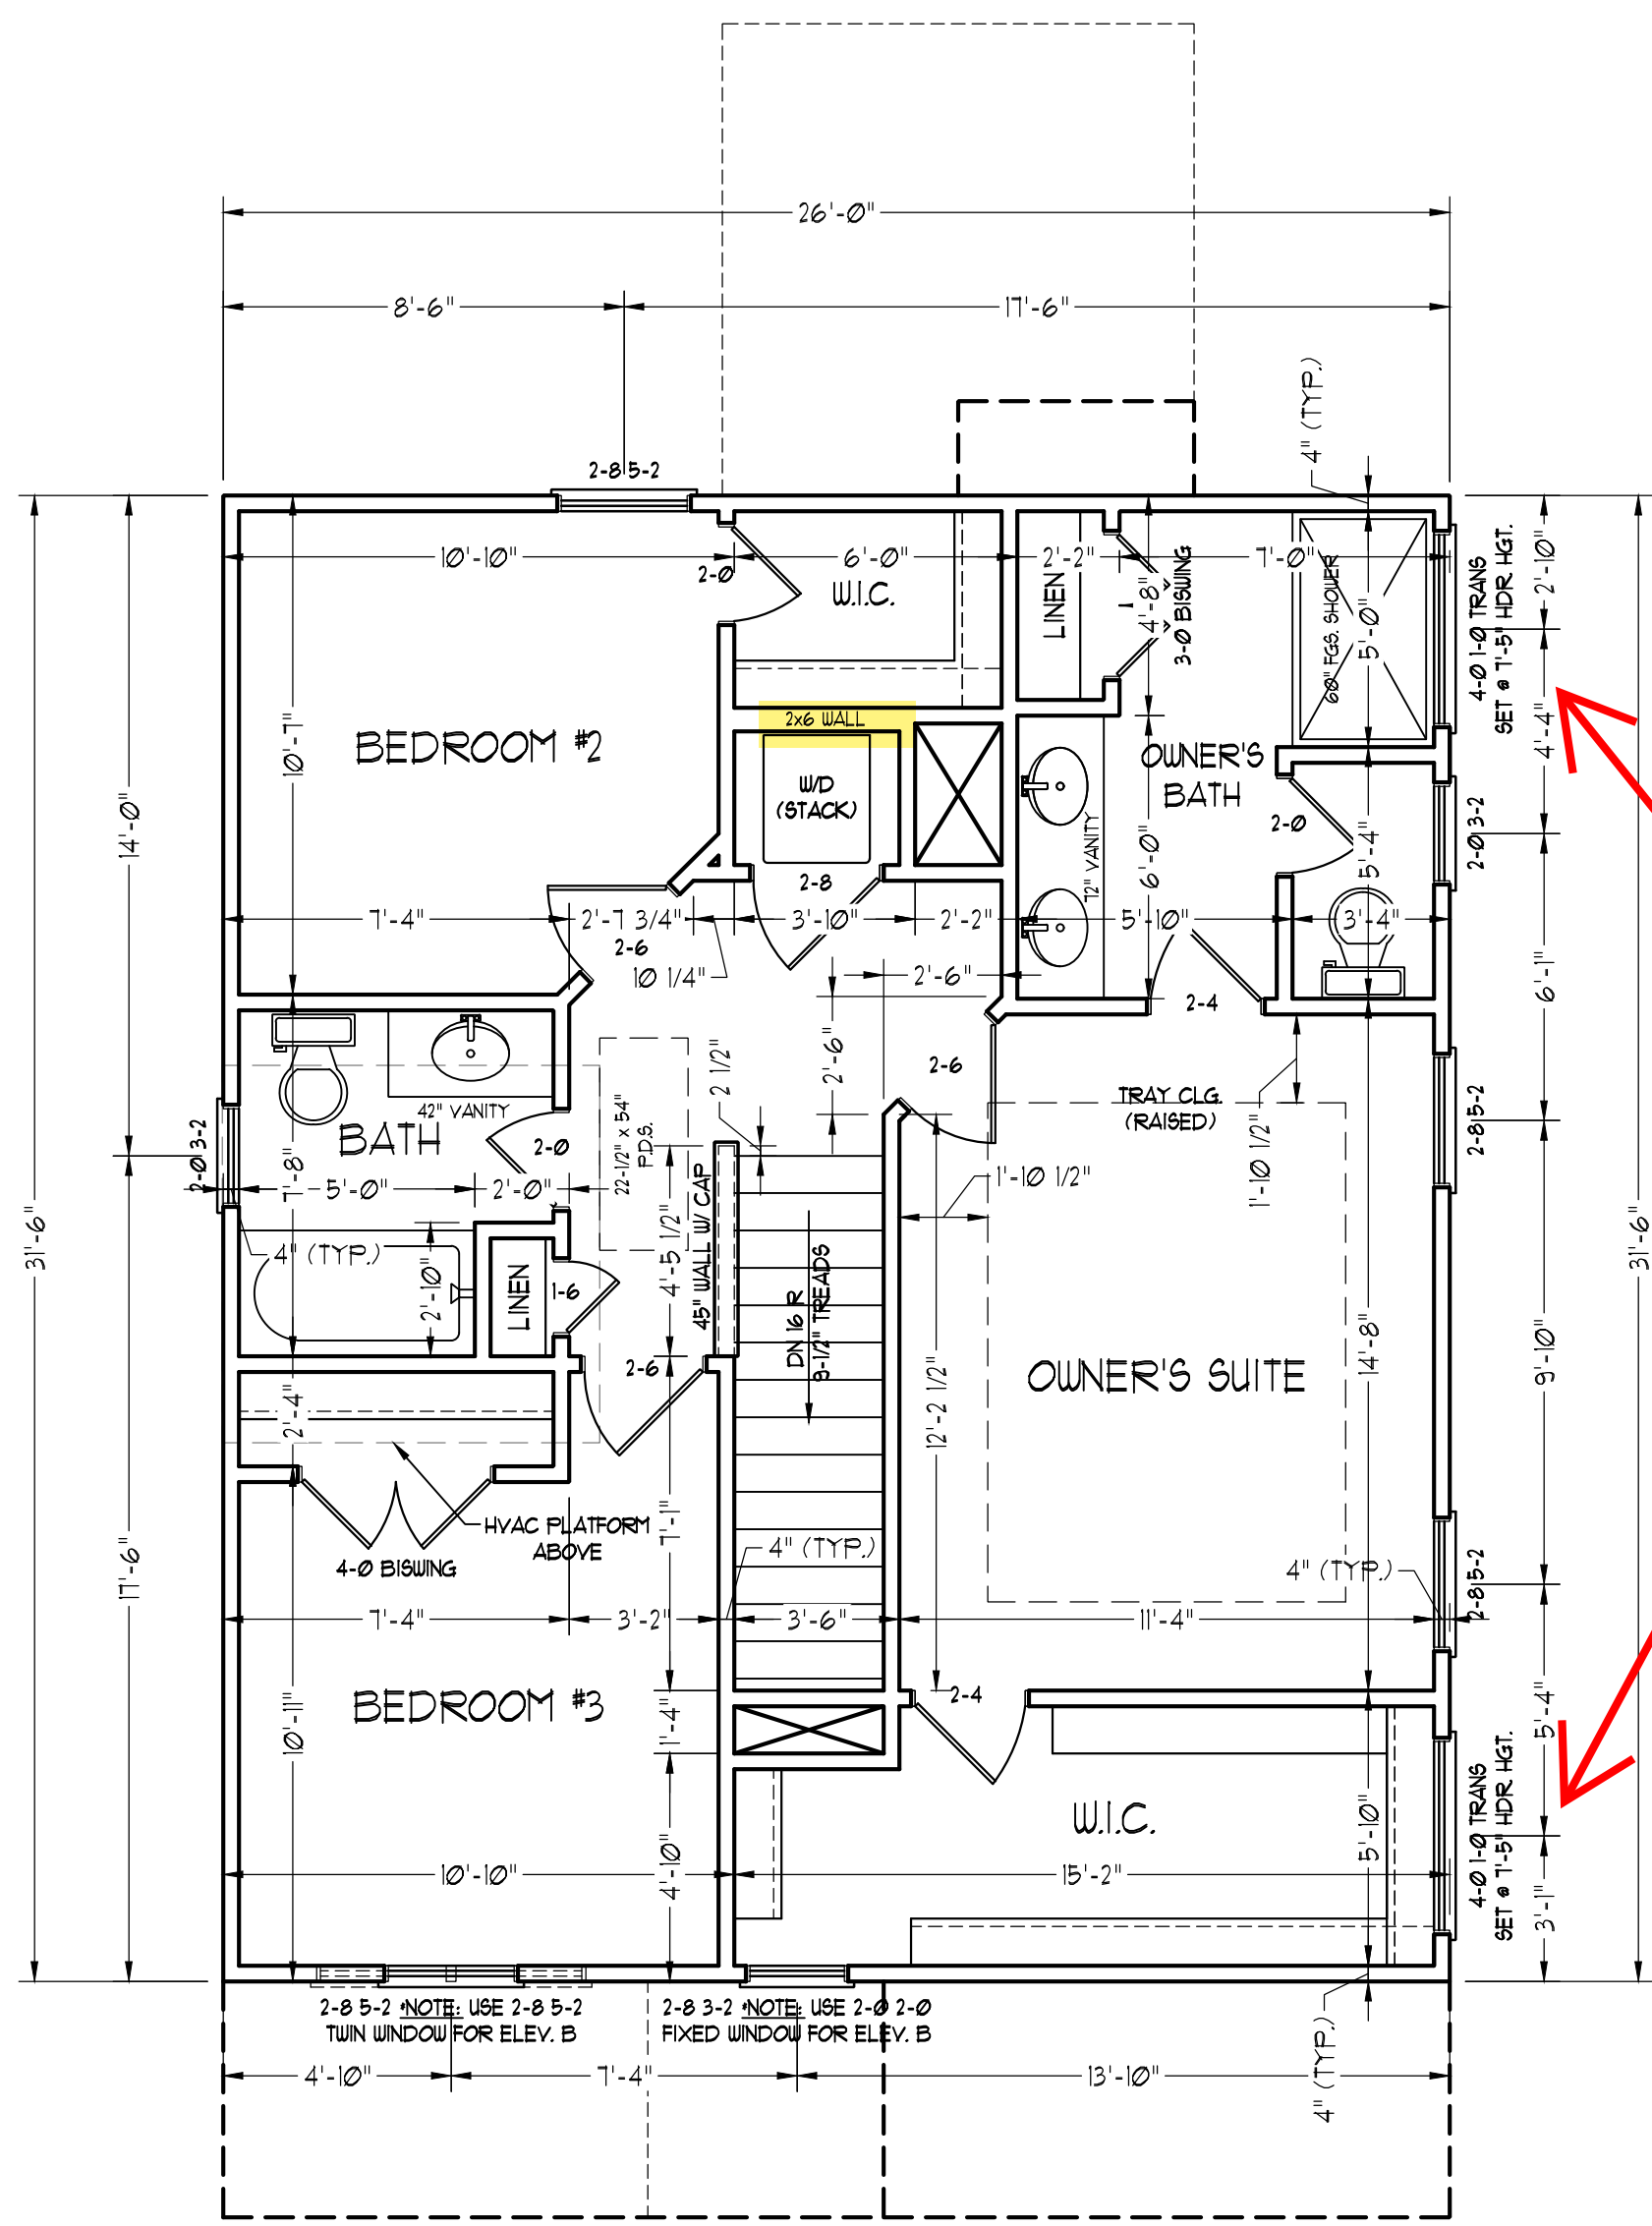 26'-0"
8'-6"
17'-6"
4" (TYP.)
2-8 5-2
10'-10"
2-0
6'-0"
W.I.C.
2'-2"
LINEN
4'-8"
3-0 BISWING
7'-0"
60" FGS. SHOWER
5'-0"
4-0 1-0 TRANS
SET @ 7'-5" HDR. HGT.
2'-10"
4'-4"
10'-7"
BEDROOM #2
2x6 WALL
W/D
(STACK)
2-8
OWNER'S
BATH
72" VANITY
6'-0"
2-0
5'-4"
2-0 3-2
14'-0"
7'-4"
2'-7 3/4"
3'-10"
2'-2"
5'-10"
3'-4"
2-6
10 1/4"
2'-6"
2-4
6'-1"
2'-6"
2-6
2 1/2"
42" VANITY
BATH
2-0
22-1/2" x 54"
P.D.S.
TRAY CLG.
(RAISED)
1'-10 1/2"
2-8 5-2
2-0 3-2
7'-8"
5'-0"
2'-0"
1'-10 1/2"
31'-6"
31'-6"
4" (TYP.)
2'-10"
LINEN
1-6
4'-5 1/2"
45" WALL W/ CAP
DN 16 R
9-1/2" TREADS
2-6
12'-2 1/2"
OWNER'S SUITE
14'-8"
9'-10"
2'-4"
17'-6"
HVAC PLATFORM
ABOVE
4-0 BISWING
7'-1"
4" (TYP.)
4" (TYP.)
2-8 5-2
7'-4"
3'-2"
3'-6"
11'-4"
BEDROOM #3
10'-11"
1'-4"
2-4
5'-4"
4-0 1-0 TRANS
SET @ 7'-5" HDR. HGT.
W.I.C.
5'-10"
10'-10"
4'-10"
15'-2"
3'-1"
2-8 5-2 *NOTE: USE 2-8 5-2
TWIN WINDOW FOR ELEV. B
2-8 3-2 *NOTE: USE 2-0 2-0
FIXED WINDOW FOR ELEV. B
4'-10"
7'-4"
13'-10"
4" (TYP.)